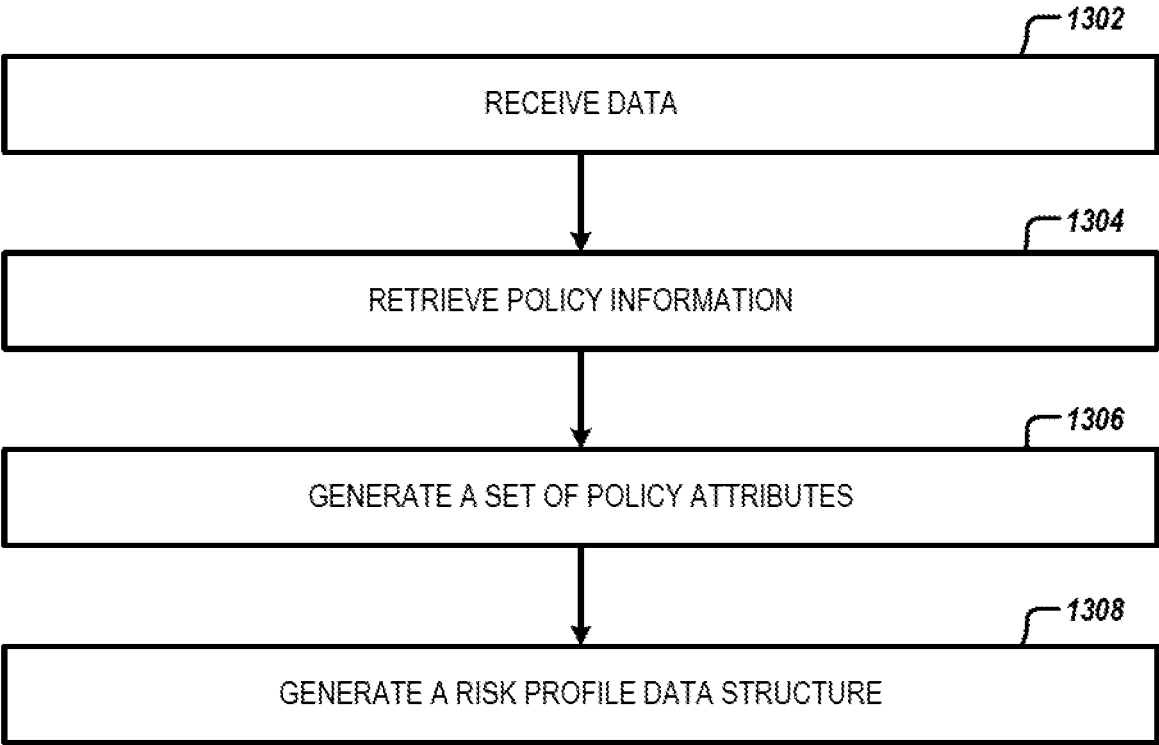 1302
RECEIVE DATA
1304
RETRIEVE POLICY INFORMATION
1306
GENERATE A SET OF POLICY ATTRIBUTES
1308
GENERATE A RISK PROFILE DATA STRUCTURE